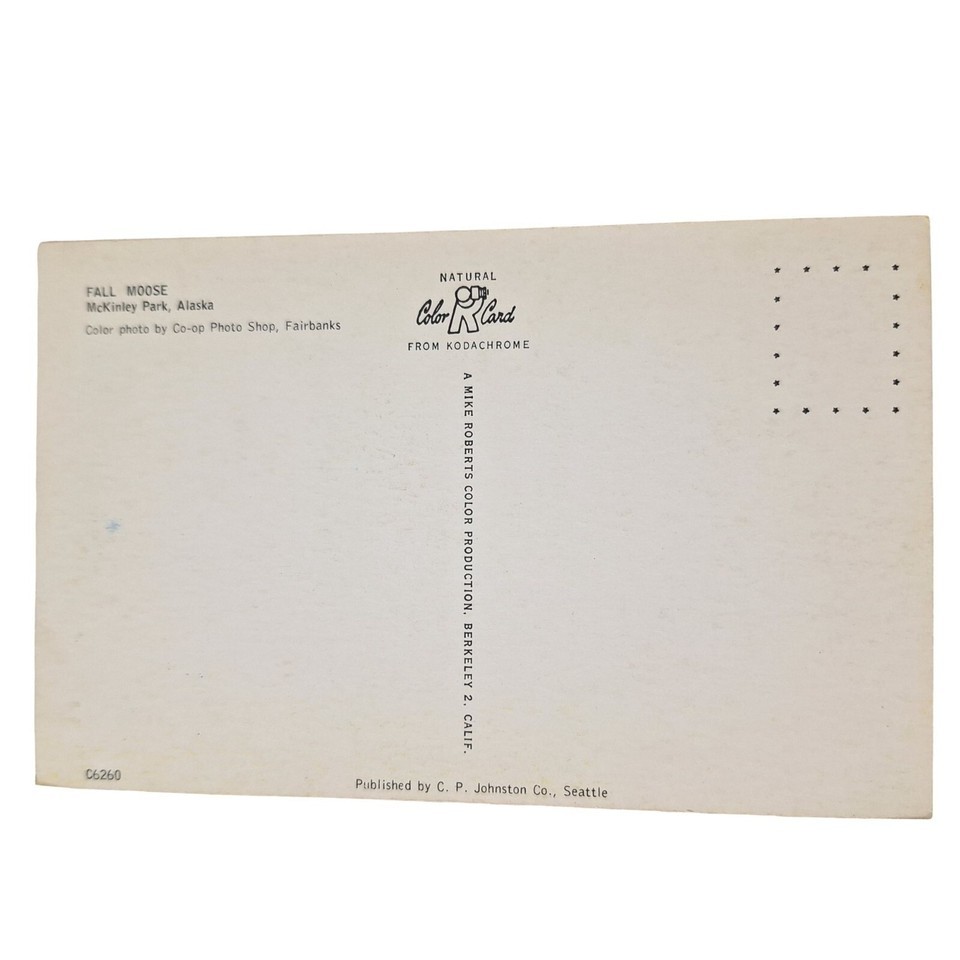 FALL MOOSE
McKinley Park, Alaska
Color photo by Co-op Photo Shop, Fairbanks
NATURAL
Color Card
FROM KODACHROME
A MIKE ROBERTS COLOR PRODUCTION. BERKELEY 2. CALIF.
C6260
Published by C. P. Johnston Co., Seattle